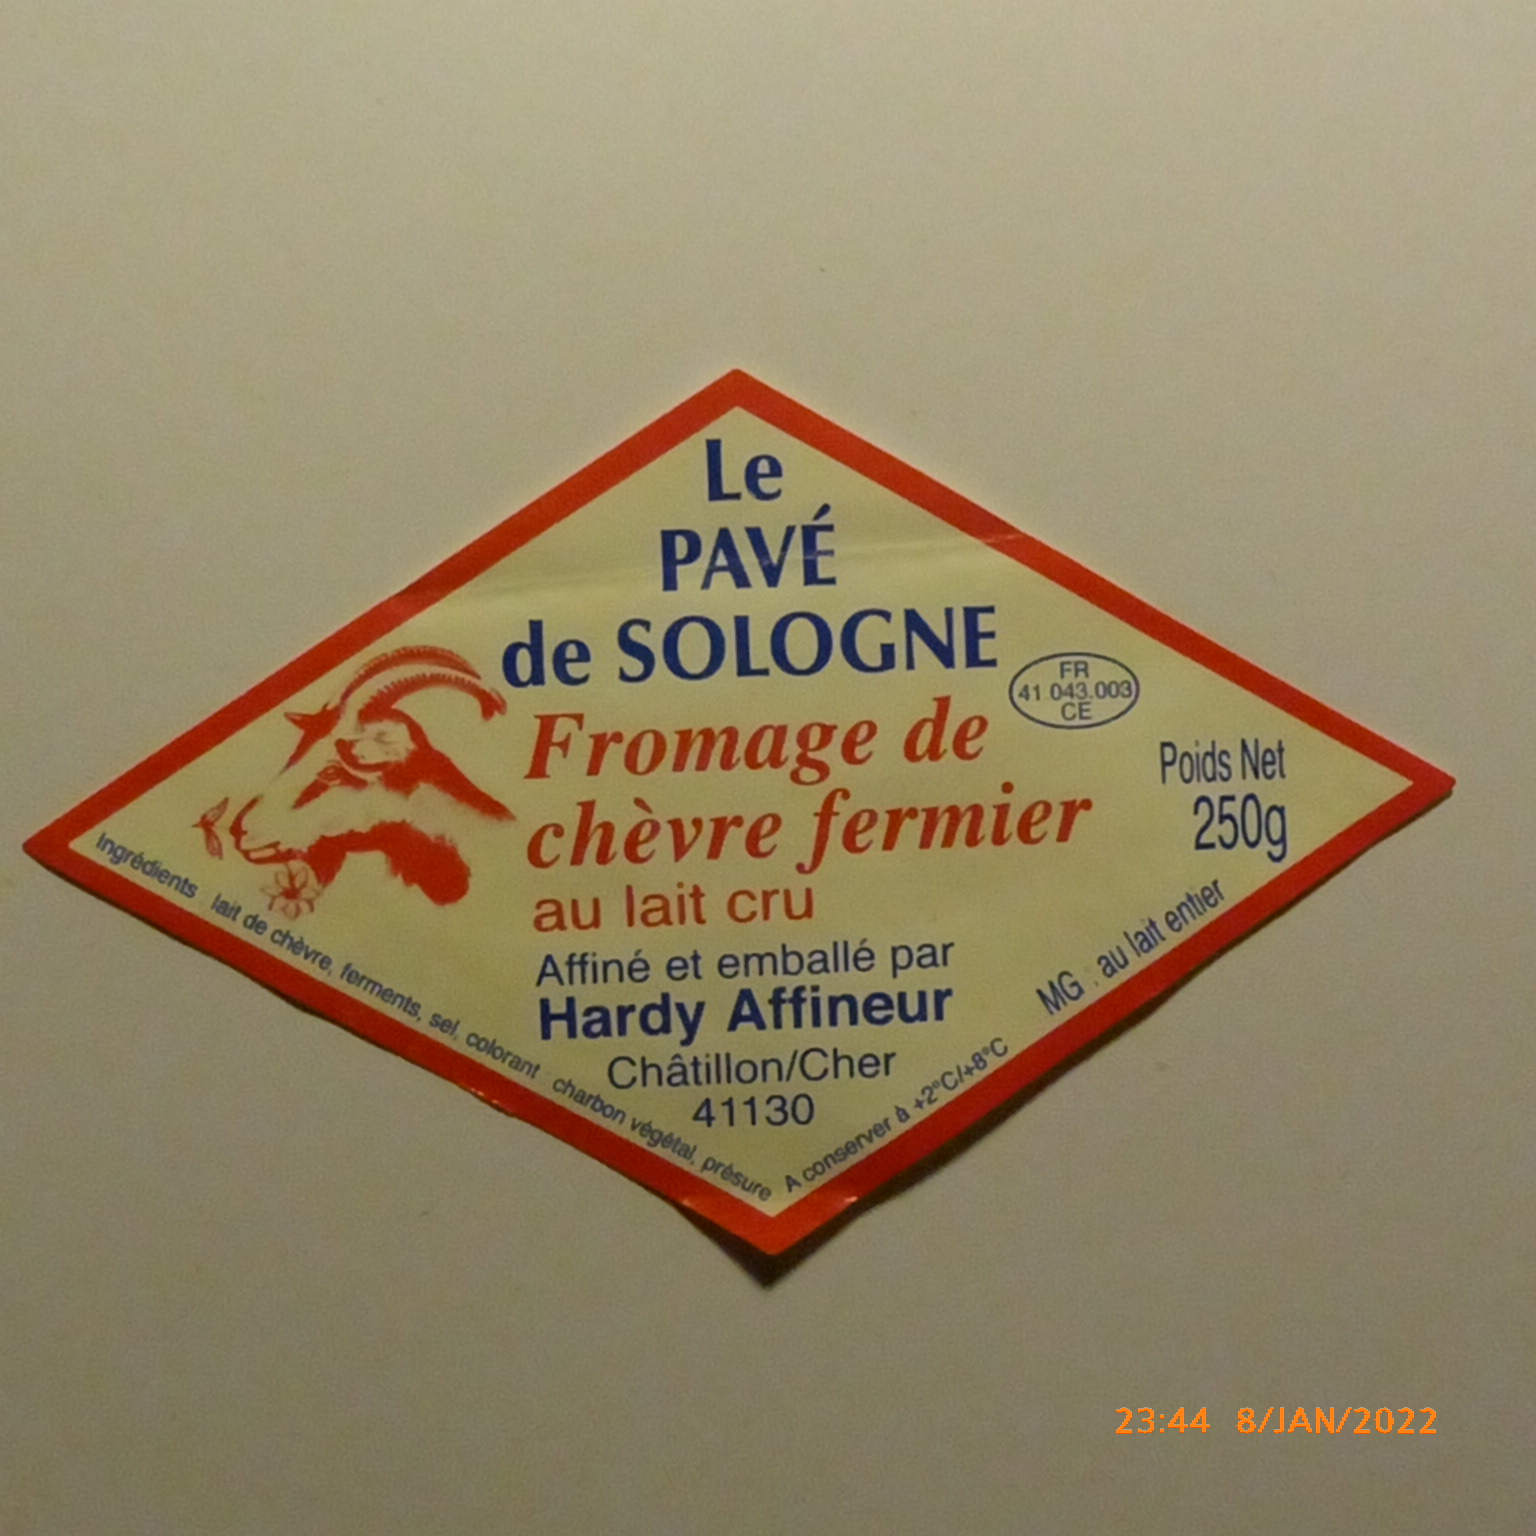 Le
PAVÉ
de SOLOGNE
FR
41.043.003
CE
Fromage de
chèvre fermier
au lait cru
Poids Net
250g
Affiné et emballé par
Hardy Affineur
Châtillon/Cher
41130
Ingrédients : lait de chèvre, ferments, sel, colorant : charbon végétal, présure
A conserver à +2°C/+8°C
MG : au lait entier
23:44 8/JAN/2022